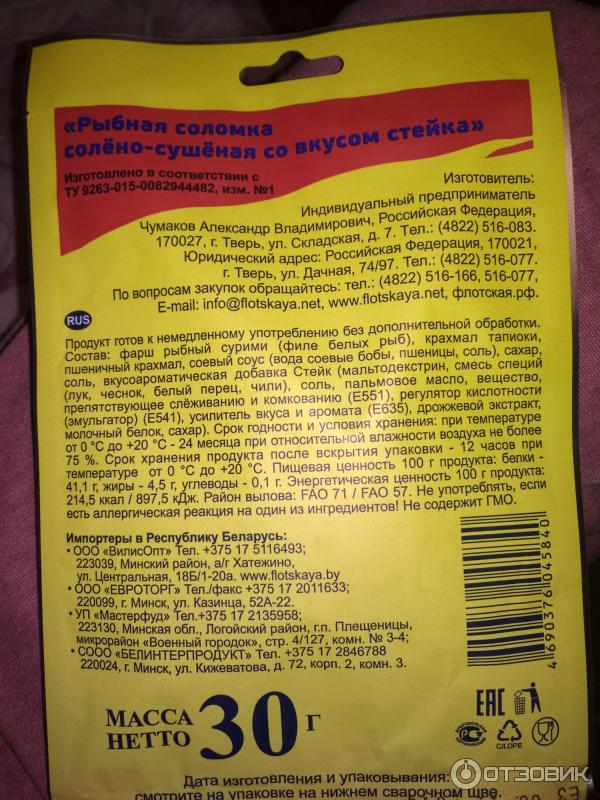 «Рыбная соломка
солёно-сушёная со вкусом стейка»
Изготовлено в соответствии с
ТУ 9263-015-0082944482, изм. №1
Изготовитель:
Индивидуальный предприниматель
Чумаков Александр Владимирович, Российская Федерация,
170027, г. Тверь, ул. Складская, д. 7. Тел.: (4822) 516-083.
Юридический адрес: Российская Федерация, 170021,
г. Тверь, ул. Дачная, 74/97. Тел.: (4822) 516-077.
По вопросам закупок обращайтесь: тел.: (4822) 516-166, 516-077,
E-mail: info@flotskaya.net, www.flotskaya.net, флотская.рф.
RUS
Продукт готов к немедленному употреблению без дополнительной обработки.
Состав: фарш рыбный сурими (филе белых рыб), крахмал тапиоки,
пшеничный крахмал, соевый соус (вода соевые бобы, пшеницы, соль), сахар,
соль, вкусоароматическая добавка Стейк (мальтодекстрин, смесь специй
(лук, чеснок, белый перец, чили), соль, пальмовое масло, вещество,
препятствующее слёживанию и комкованию (Е551), регулятор кислотности
(эмульгатор) (Е541), усилитель вкуса и аромата (Е635), дрожжевой экстракт,
молочный белок, сахар). Срок годности и условия хранения: при температуре
от 0 °С до +20 °С - 24 месяца при относительной влажности воздуха не более
75 %. Срок хранения продукта после вскрытия упаковки - 12 часов при
температуре от 0 °С до +20 °С. Пищевая ценность 100 г продукта: белки -
41,1 г, жиры - 4,5 г, углеводы - 0,1 г. Энергетическая ценность 100 г продукта:
214,5 ккал / 897,5 кДж. Район вылова: FAO 71 / FAO 57. Не употреблять, если
есть аллергическая реакция на один из ингредиентов! Не содержит ГМО.
Импортеры в Республику Беларусь:
• ООО «ВилисОпт» Тел. +375 17 5116493;
223039, Минский район, а/г Хатежино,
ул. Центральная, 18Б/1-20а. www.flotskaya.by
• ООО «ЕВРОТОРГ» Тел./факс +375 17 2011633;
220099, г. Минск, ул. Казинца, 52А-22.
• УП «Мастерфуд» Тел. +375 17 2135958;
223130, Минская обл., Логойский район, г.п. Плещеницы,
микрорайон «Военный городок», стр. 4/127, комн. № 3-4;
• СООО «БЕЛИНТЕРПРОДУКТ» Тел. +375 17 2846788
220024, г. Минск, ул. Кижеватова, д. 72, корп. 2, комн. 3.
4 690376 045840
МАССА
НЕТТО 30 г
EAC
C/LDPE
Дата изготовления и упаковывания:
смотрите на упаковке на нижнем сварочном шве.
ОТЗОВИК